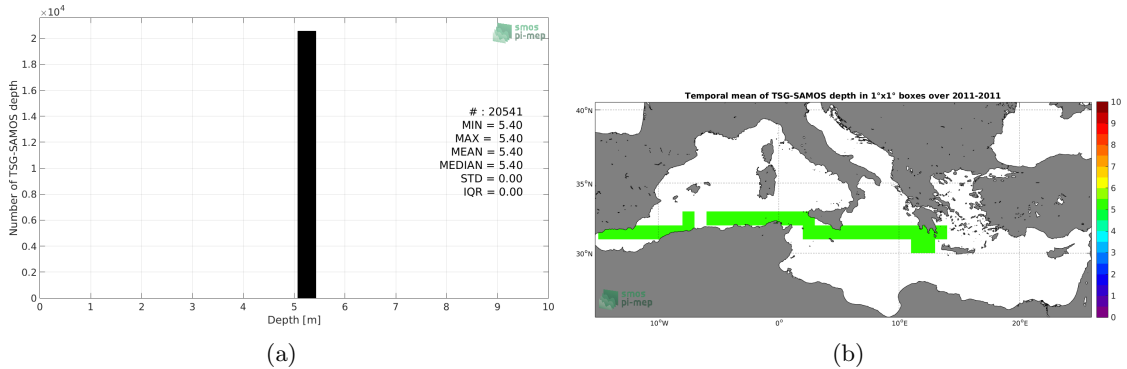 ×10⁴
smos
pi-mep
2
1.8
1.6
1.4
1.2
1
0.8
0.6
0.4
0.2
0
Number of TSG-SAMOS depth
# : 20541
MIN = 5.40
MAX = 5.40
MEAN = 5.40
MEDIAN = 5.40
STD = 0.00
IQR = 0.00
0 1 2 3 4 5 6 7 8 9 10
Depth [m]
(a)
Temporal mean of TSG-SAMOS depth in 1°x1° boxes over 2011-2011
40°N
35°N
30°N
10°W 0° 10°E 20°E
smos
pi-mep
10
9
8
7
6
5
4
3
2
1
0
(b)